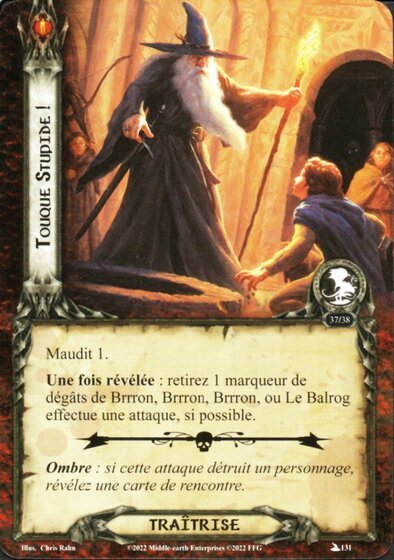 Touque Stupide !
37/38
Maudit 1.
Une fois révélée : retirez 1 marqueur de
dégâts de Brrron, Brrron, Brrron, ou Le Balrog
effectue une attaque, si possible.
Ombre : si cette attaque détruit un personnage,
révélez une carte de rencontre.
Illus. Chris Rahn ©2022 Middle-earth Enterprises ©2022 FFG 131
TRAÎTRISE